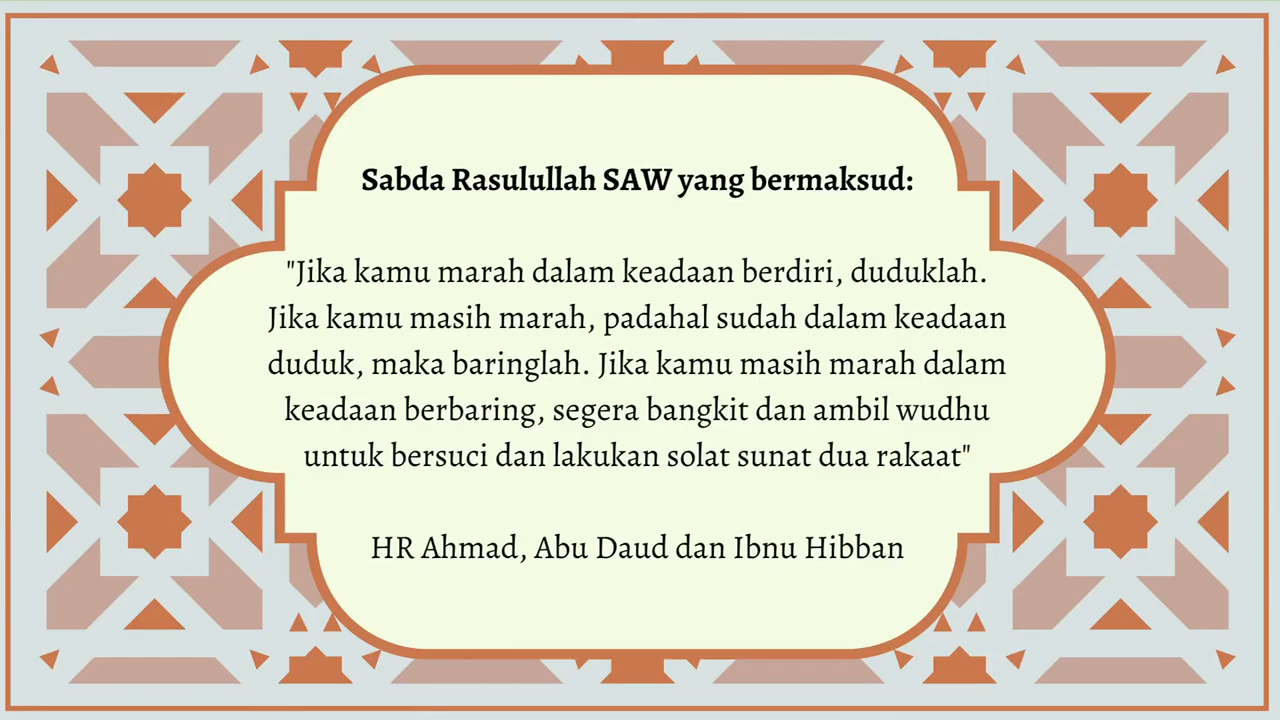 Sabda Rasulullah SAW yang bermaksud:
"Jika kamu marah dalam keadaan berdiri, duduklah.
Jika kamu masih marah, padahal sudah dalam keadaan
duduk, maka baringlah. Jika kamu masih marah dalam
keadaan berbaring, segera bangkit dan ambil wudhu
untuk bersuci dan lakukan solat sunat dua rakaat"
HR Ahmad, Abu Daud dan Ibnu Hibban